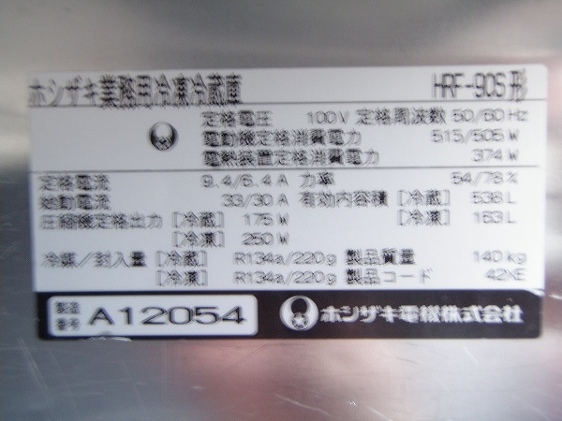 ホシザキ業務用冷凍冷蔵庫 HRF-90S形
定格電圧 100V 定格周波数 50/60Hz
電動機定格消費電力 515/505W
電熱装置定格消費電力 374W
定格電流 9.4/6.4A 力率 54/78%
始動電流 33/30A 有効内容積 [冷蔵] 538L
圧縮機定格出力 [冷蔵] 175W [冷凍] 163L
[冷凍] 250W
冷媒/封入量 [冷蔵] R134a/220g 製品質量 140kg
[冷凍] R134a/220g 製品コード 42XE
製造番号 A12054 ホシザキ電機株式会社